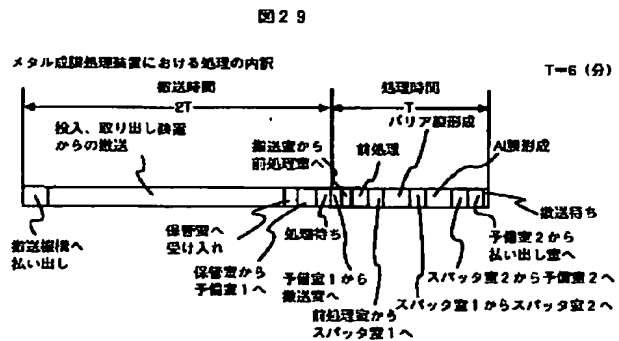 図29
メタル成膜処理装置における処理の内訳
T=6（分）
搬送時間
処理時間
2T
T
バリア膜形成
投入、取り出し装置
からの搬送
搬送室から
前処理室へ
前処理
Al膜形成
搬送線横へ
払い出し
保管室へ
受け入れ
処理待ち
搬送待ち
保管室から
予備室1へ
予備室1から
搬送室へ
予備室2から
払い出し室へ
スパッタ室2から予備室2へ
前処理室から
スパッタ室1へ
スパッタ室1からスパッタ室2へ